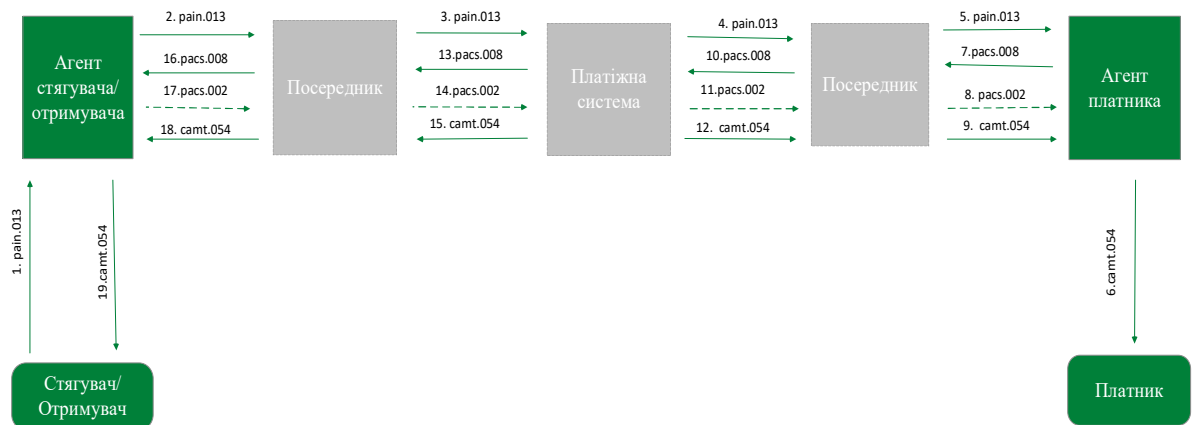 2. pain.013
3. pain.013
4. pain.013
5. pain.013
16.pacs.008
13.pacs.008
10.pacs.008
7.pacs.008
17.pacs.002
14.pacs.002
11.pacs.002
8. pacs.002
18. camt.054
15. camt.054
12. camt.054
9. camt.054
Агент
стягувача/
отримувача
Посередник
Платіжна
система
Посередник
Агент
платника
1. pain.013
19.camt.054
6.camt.054
Стягувач/
Отримувач
Платник